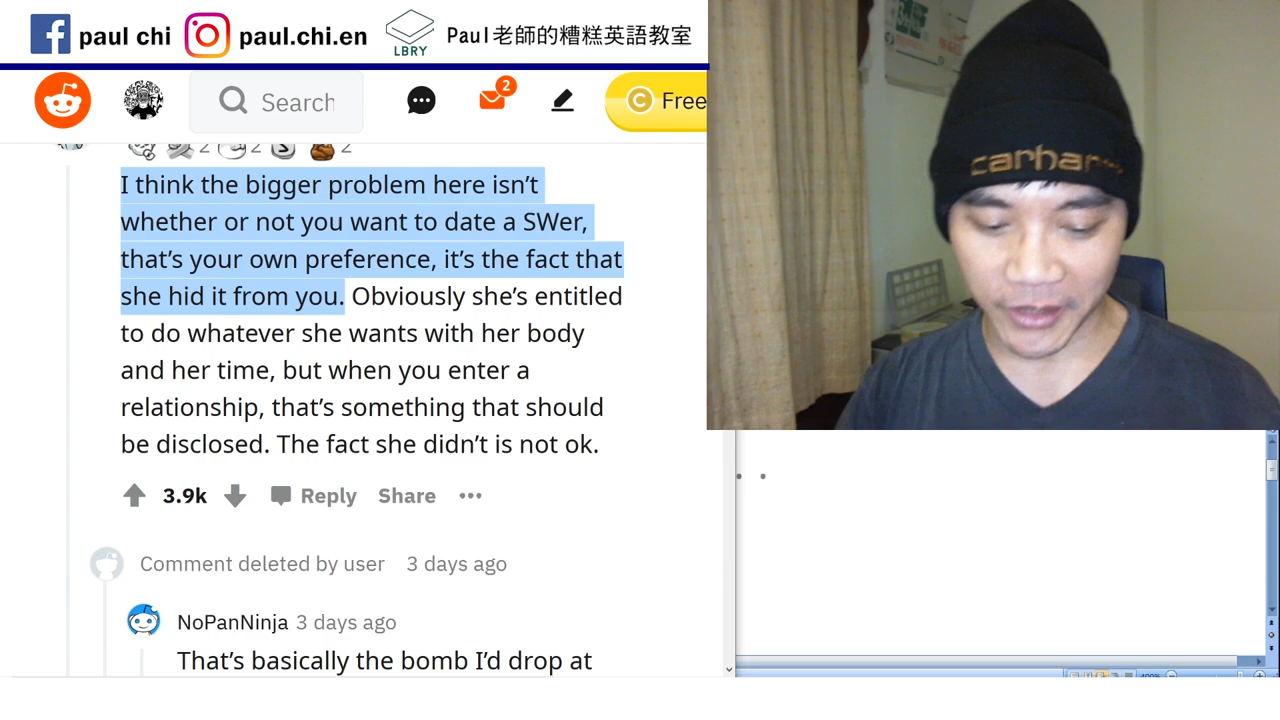 paul chi paul.chi.en LBRY Paul老師的糟糕英語教室
Search 2 Free
2 2 2
I think the bigger problem here isn't
whether or not you want to date a SWer,
that's your own preference, it's the fact that
she hid it from you. Obviously she's entitled
to do whatever she wants with her body
and her time, but when you enter a
relationship, that's something that should
be disclosed. The fact she didn't is not ok.
3.9k Reply Share
Comment deleted by user 3 days ago
NoPanNinja 3 days ago
That's basically the bomb I'd drop at
carhar
400%